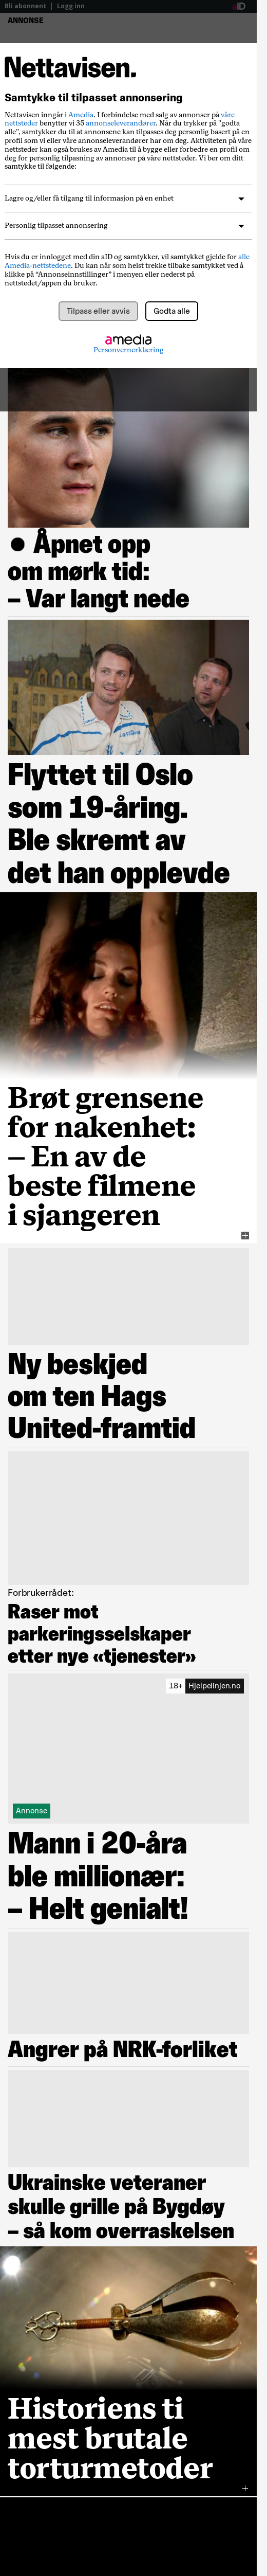 Bli abonnent | Logg inn
aID
ANNONSE
Nettavisen.
Samtykke til tilpasset annonsering
Nettavisen inngår i Amedia. I forbindelse med salg av annonser på våre
nettsteder benytter vi 35 annonseleverandører. Når du trykker på "godta
alle", samtykker du til at annonsene kan tilpasses deg personlig basert på en
profil som vi eller våre annonseleverandører har om deg. Aktiviteten på våre
nettsteder kan også brukes av Amedia til å bygge eller forbedre en profil om
deg for personlig tilpasning av annonser på våre nettsteder. Vi ber om ditt
samtykke til følgende:
Lagre og/eller få tilgang til informasjon på en enhet
Personlig tilpasset annonsering
Hvis du er innlogget med din aID og samtykker, vil samtykket gjelde for alle
Amedia-nettstedene. Du kan når som helst trekke tilbake samtykket ved å
klikke på “Annonseinnstillinger” i menyen eller nederst på
nettstedet/appen du bruker.
Tilpass eller avvis
Godta alle
amedia
Personvernerklæring
● Åpnet opp
om mørk tid:
– Var langt nede
Flyttet til Oslo
som 19-åring.
Ble skremt av
det han opplevde
Brøt grensene
for nakenhet:
– En av de
beste filmene
i sjangeren
Ny beskjed
om ten Hags
United-framtid
Forbrukerrådet:
Raser mot
parkeringsselskaper
etter nye «tjenester»
18+ Hjelpelinjen.no
Annonse
Mann i 20-åra
ble millionær:
– Helt genialt!
Angrer på NRK-forliket
Ukrainske veteraner
skulle grille på Bygdøy
– så kom overraskelsen
Historiens ti
mest brutale
torturmetoder